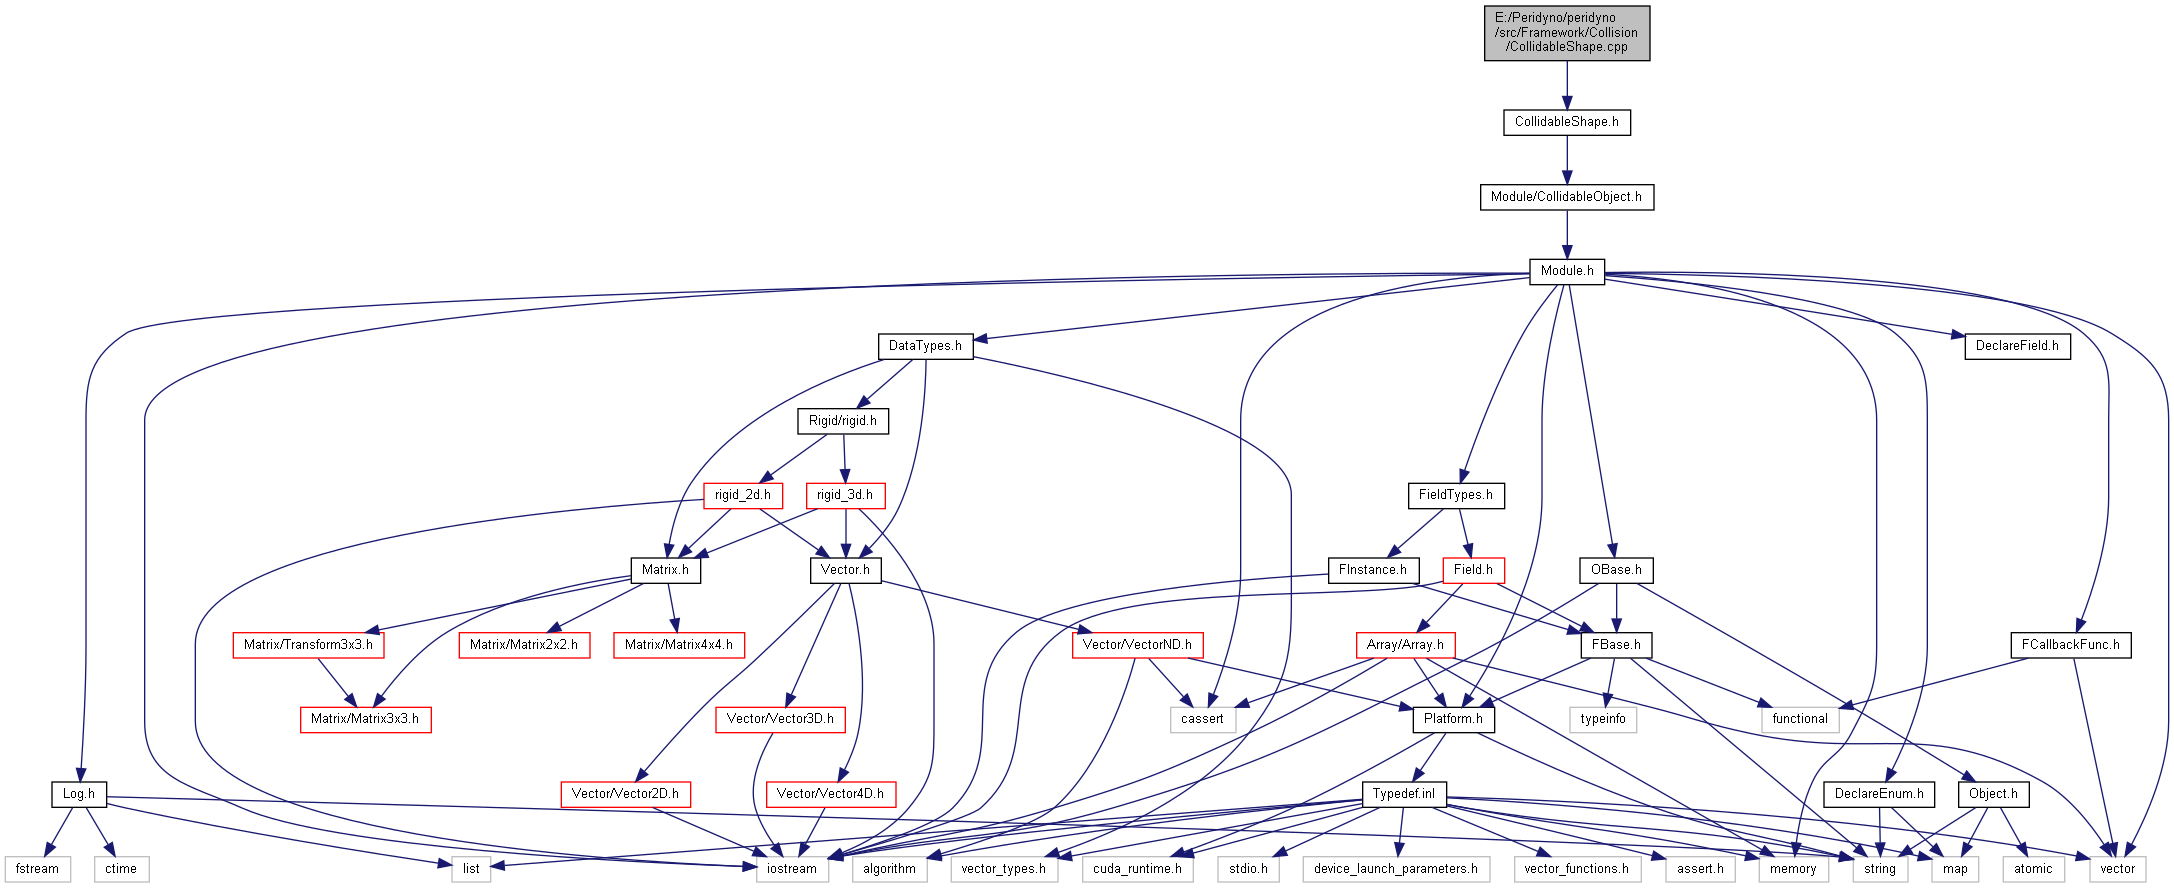 E:/Peridyno/peridyno
/src/Framework/Collision
/CollidableShape.cpp
CollidableShape.h
Module/CollidableObject.h
Module.h
DataTypes.h
DeclareField.h
Rigid/rigid.h
rigid_2d.h
rigid_3d.h
FieldTypes.h
Matrix.h
Vector.h
FInstance.h
Field.h
OBase.h
Matrix/Transform3x3.h
Matrix/Matrix2x2.h
Matrix/Matrix4x4.h
Vector/VectorND.h
Array/Array.h
FBase.h
FCallbackFunc.h
Matrix/Matrix3x3.h
Vector/Vector3D.h
cassert
Platform.h
typeinfo
functional
Log.h
Vector/Vector2D.h
Vector/Vector4D.h
Typedef.inl
DeclareEnum.h
Object.h
fstream
ctime
list
iostream
algorithm
vector_types.h
cuda_runtime.h
stdio.h
device_launch_parameters.h
vector_functions.h
assert.h
memory
string
map
atomic
vector